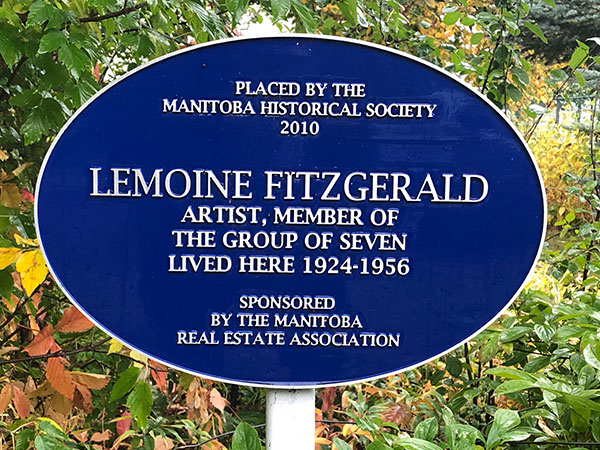 PLACED BY THE
MANITOBA HISTORICAL SOCIETY
2010
LEMOINE FITZGERALD
ARTIST, MEMBER OF
THE GROUP OF SEVEN
LIVED HERE 1924-1956
SPONSORED
BY THE MANITOBA
REAL ESTATE ASSOCIATION